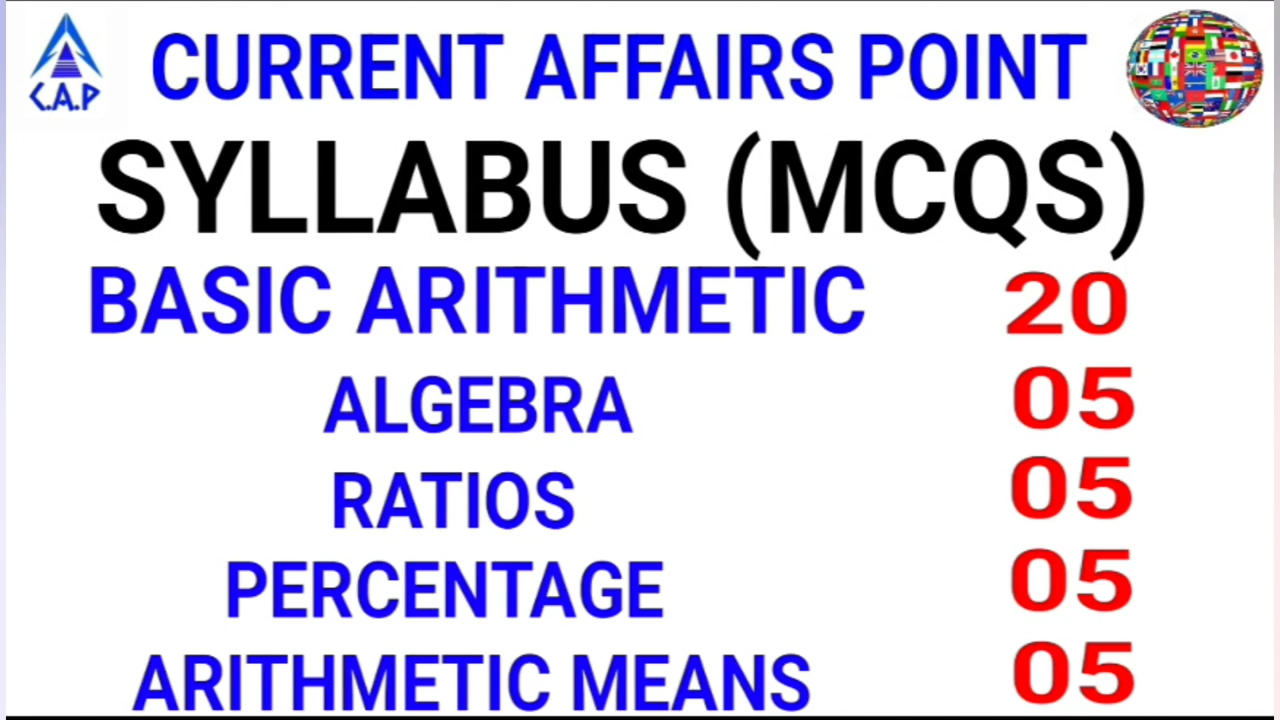 CURRENT AFFAIRS POINT
C.A.P
SYLLABUS (MCQS)
BASIC ARITHMETIC 20
ALGEBRA 05
RATIOS 05
PERCENTAGE 05
ARITHMETIC MEANS 05